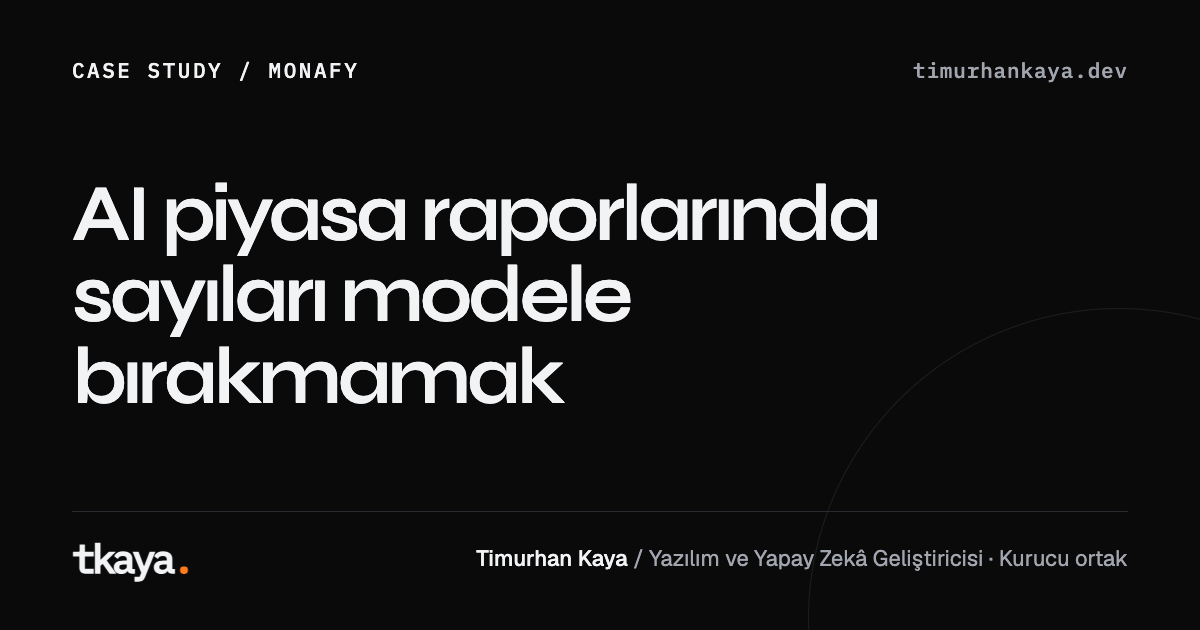 CASE STUDY / MONAFY
timurhankaya.dev
AI piyasa raporlarında
sayıları modele
bırakmamak
tkaya.
Timurhan Kaya / Yazılım ve Yapay Zekâ Geliştiricisi · Kurucu ortak